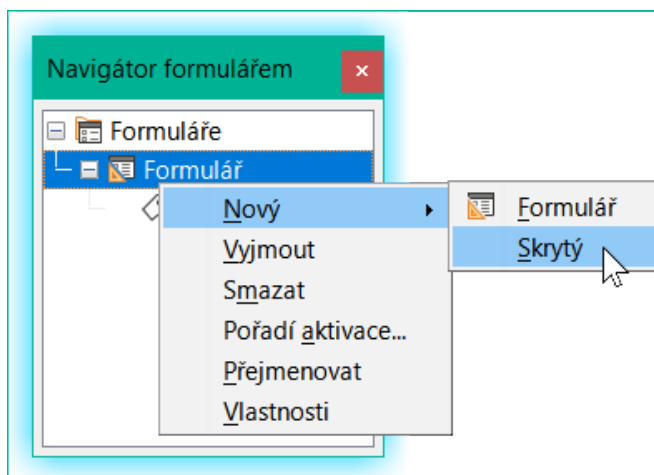 Navigátor formulářem
Formuláře
Formulář
Nový
Vyjmout
Smazat
Pořadí aktivace...
Přejmenovat
Vlastnosti
Formulář
Skrytý